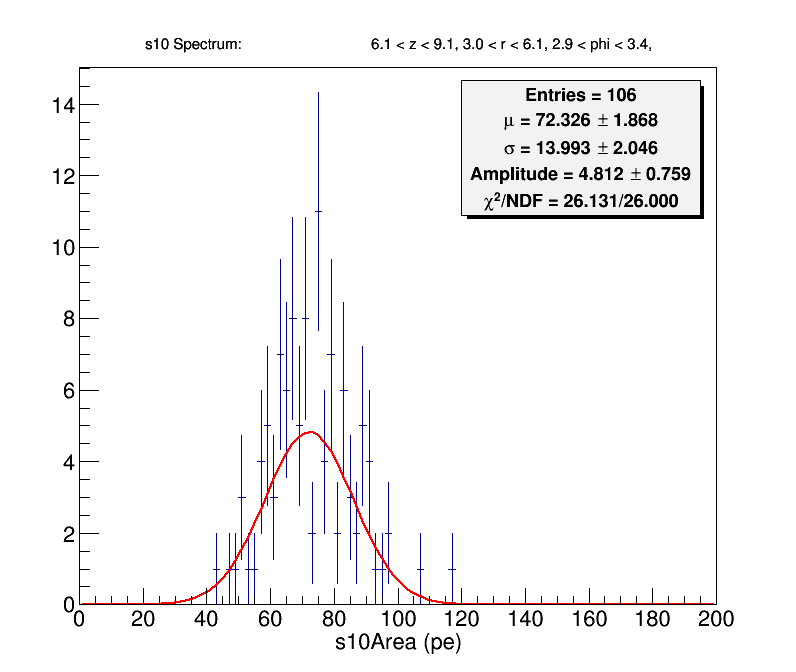 s10 Spectrum: 6.1 < z < 9.1, 3.0 < r < 6.1, 2.9 < phi < 3.4,
Entries = 106
μ = 72.326 ± 1.868
σ = 13.993 ± 2.046
Amplitude = 4.812 ± 0.759
χ²/NDF = 26.131/26.000
14
12
10
8
6
4
2
0
0 20 40 60 80 100 120 140 160 180 200
s10Area (pe)